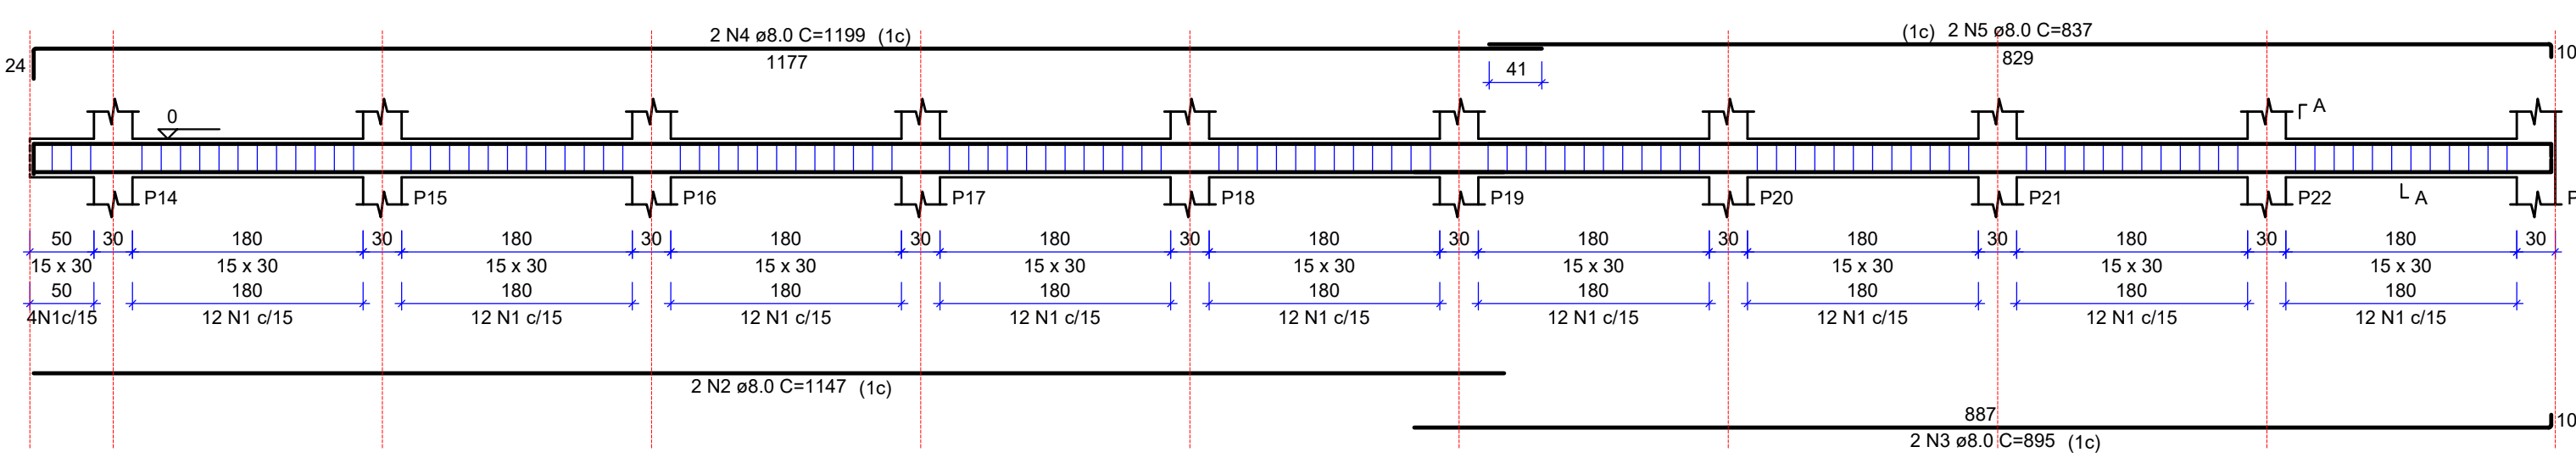 2 N4 ø8.0 C=1199 (1c)
(1c) 2 N5 ø8.0 C=837
24
1177
829
10
41
0
A
P14 P15 P16 P17 P18 P19 P20 P21 P22 A P
50 30 180 30 180 30 180 30 180 30 180 30 180 30 180 30 180 30 180 30
15 x 30 15 x 30 15 x 30 15 x 30 15 x 30 15 x 30 15 x 30 15 x 30 15 x 30 15 x 30
50 180 180 180 180 180 180 180 180 180
4N1c/15 12 N1 c/15 12 N1 c/15 12 N1 c/15 12 N1 c/15 12 N1 c/15 12 N1 c/15 12 N1 c/15 12 N1 c/15 12 N1 c/15
2 N2 ø8.0 C=1147 (1c)
887
10
2 N3 ø8.0 C=895 (1c)